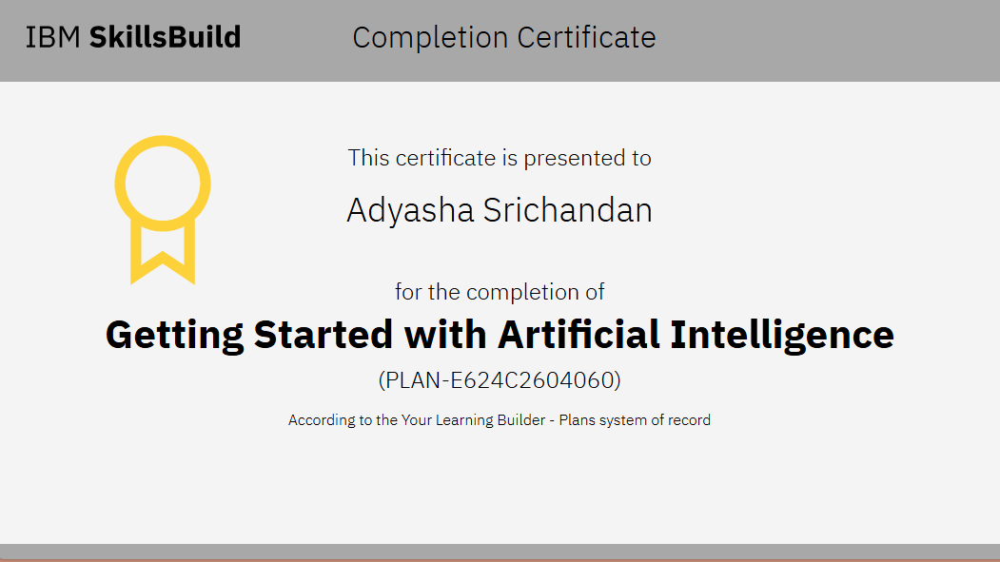 IBM SkillsBuild
Completion Certificate
This certificate is presented to
Adyasha Srichandan
for the completion of
Getting Started with Artificial Intelligence
(PLAN-E624C2604060)
According to the Your Learning Builder - Plans system of record